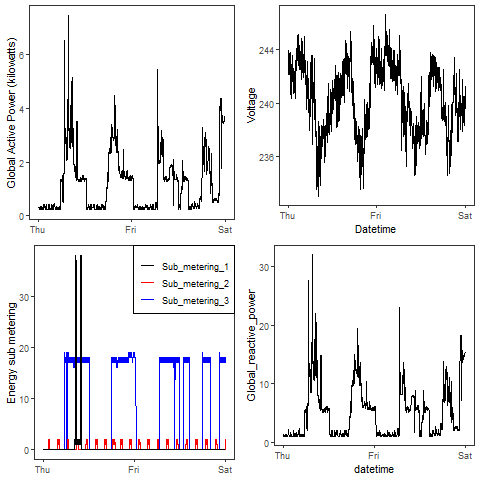 Global Active Power (kilowatts)
6
4
2
0
Thu Fri Sat
Voltage
244
240
236
Thu Fri Sat
Datetime
Energy sub metering
30
20
10
0
Thu Fri Sat
Sub_metering_1
Sub_metering_2
Sub_metering_3
Global_reactive_power
30
20
10
0
Thu Fri Sat
datetime